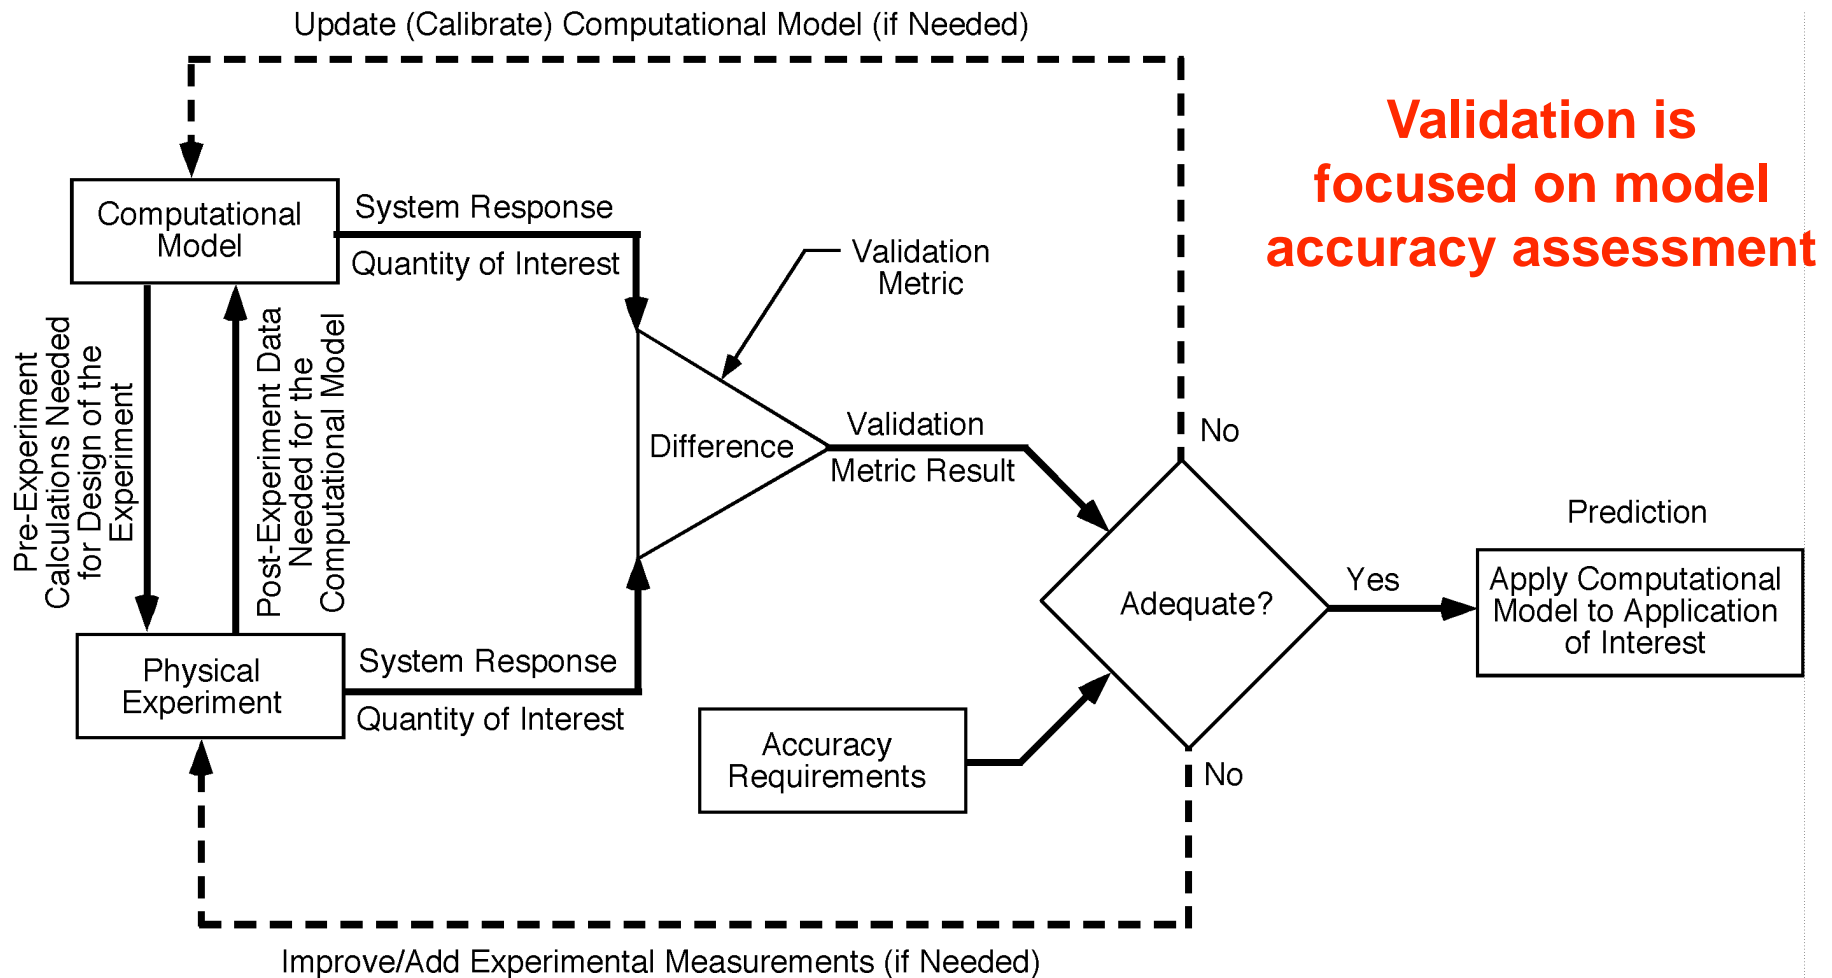 Update (Calibrate) Computational Model (if Needed)
Validation is
focused on model
accuracy assessment
Computational
Model
System Response
Quantity of Interest
Validation
Metric
Pre-Experiment
Calculations Needed
for Design of the
Experiment
Post-Experiment Data
Needed for the
Computational Model
Difference
Validation
Metric Result
No
Adequate?
Yes
Prediction
Apply Computational
Model to Application
of Interest
Physical
Experiment
System Response
Quantity of Interest
Accuracy
Requirements
No
Improve/Add Experimental Measurements (if Needed)